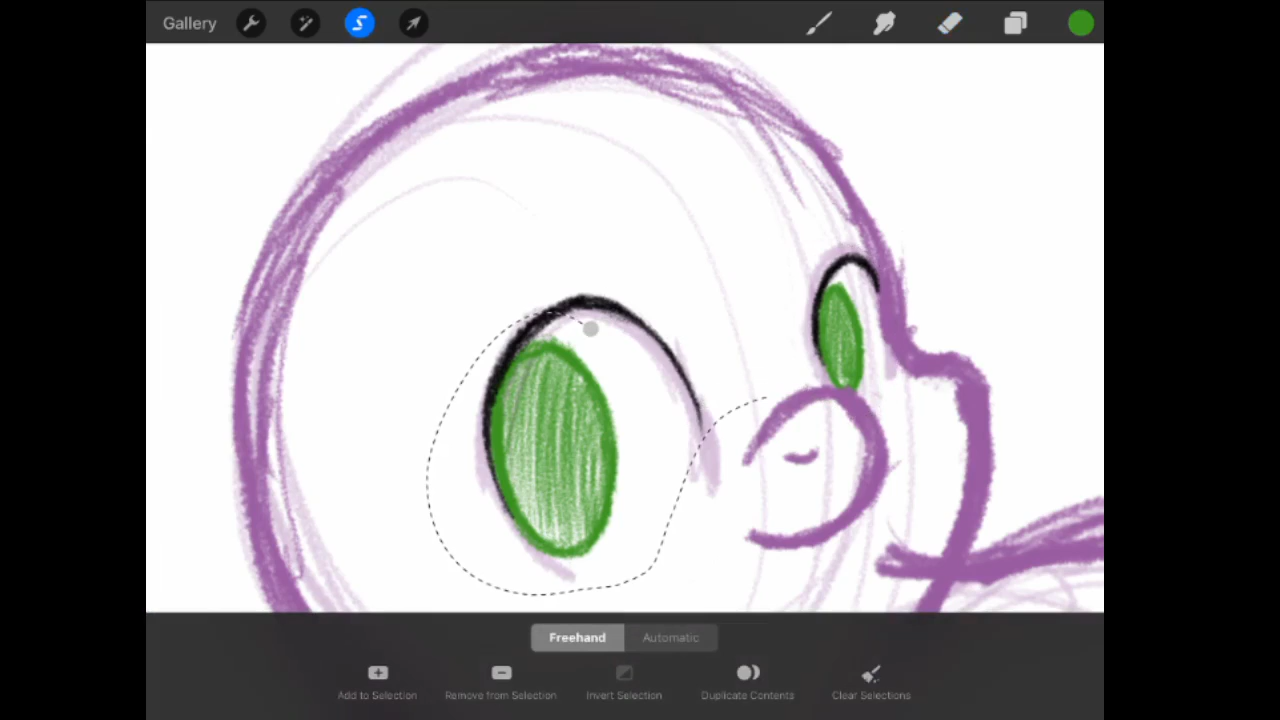 Gallery
Freehand Automatic
Add to Selection Remove from Selection Invert Selection Duplicate Contents Clear Selections